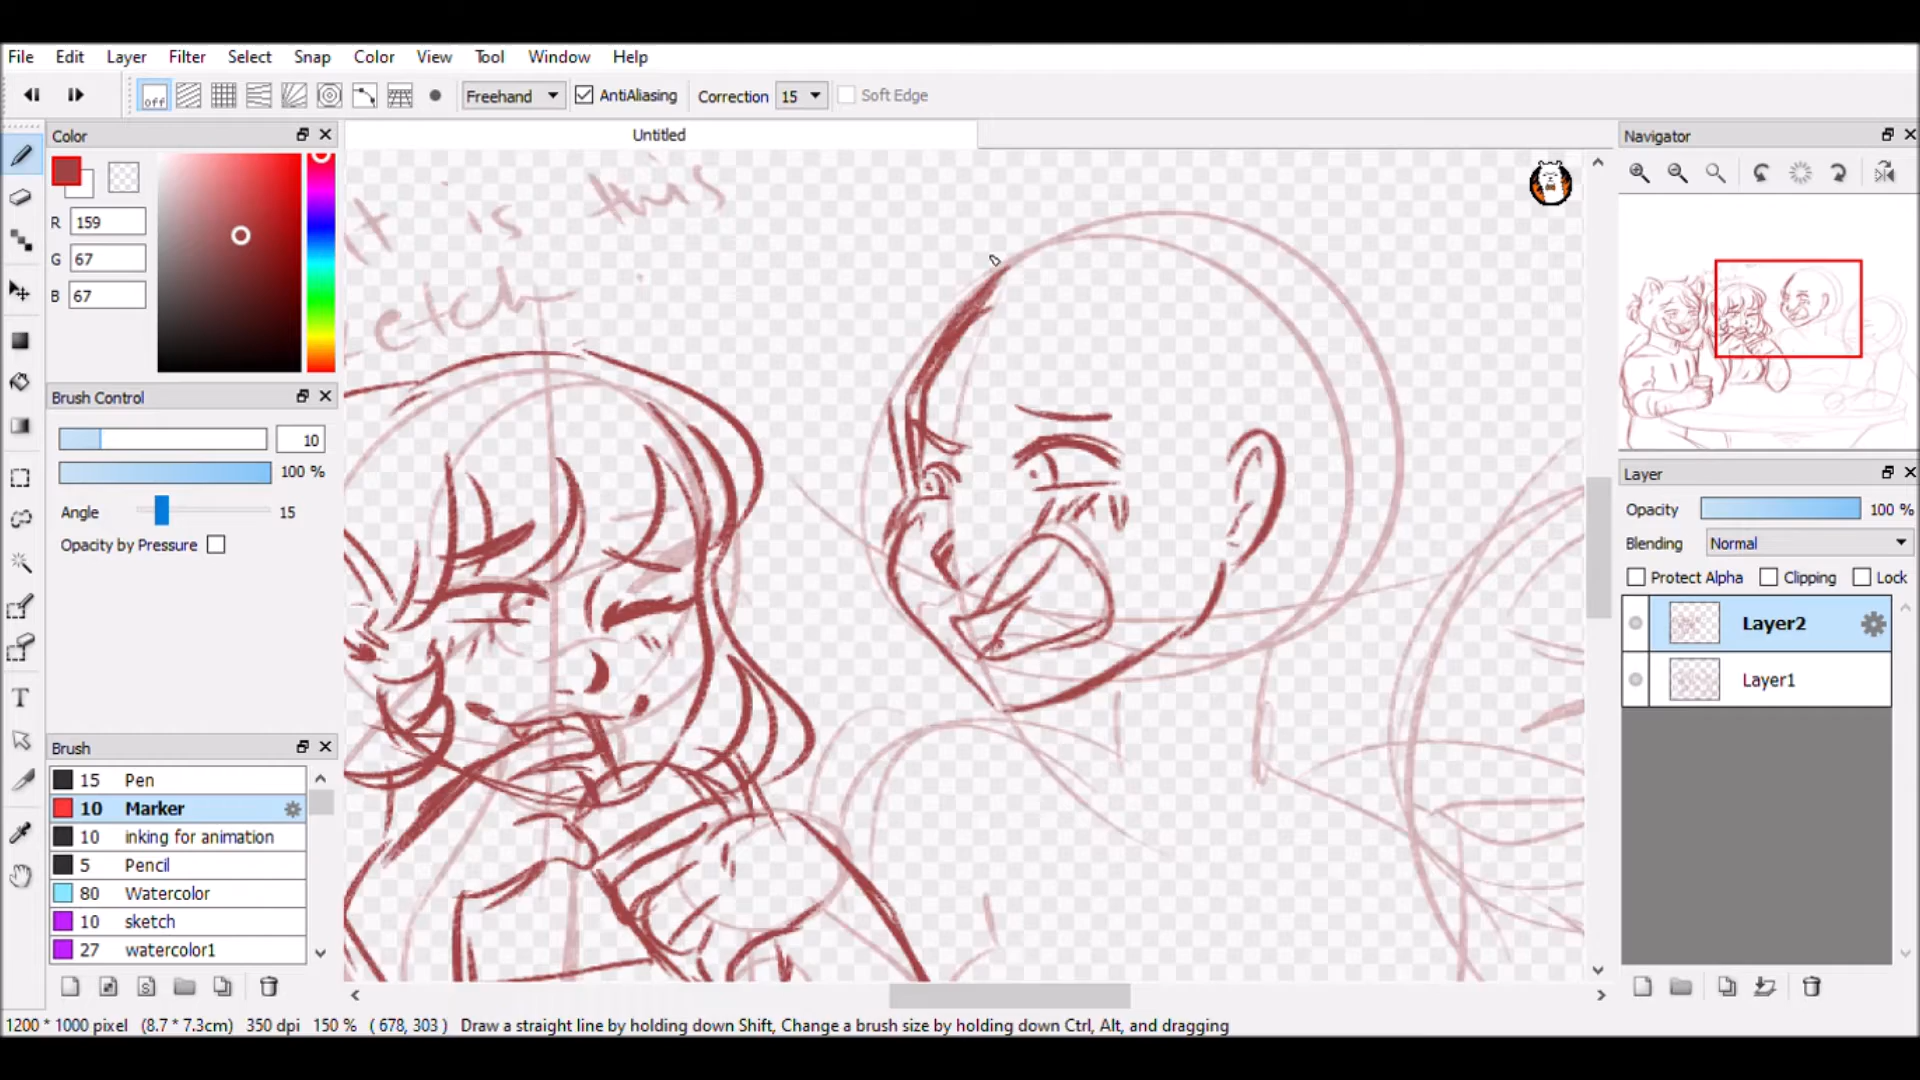 File Edit Layer Filter Select Snap Color View Tool Window Help
off Freehand AntiAliasing Correction 15 Soft Edge
Color
Untitled
Navigator
it is this
sketch
R 159
G 67
B 67
Brush Control
10
100 %
Angle 15
Opacity by Pressure
Layer
Opacity 100 %
Blending Normal
Protect Alpha Clipping Lock
Layer2
Layer1
Brush
15 Pen
10 Marker
10 inking for animation
5 Pencil
80 Watercolor
10 sketch
27 watercolor1
T
S
1200 * 1000 pixel (8.7 * 7.3cm) 350 dpi 150 % ( 678, 303 ) Draw a straight line by holding down Shift, Change a brush size by holding down Ctrl, Alt, and dragging